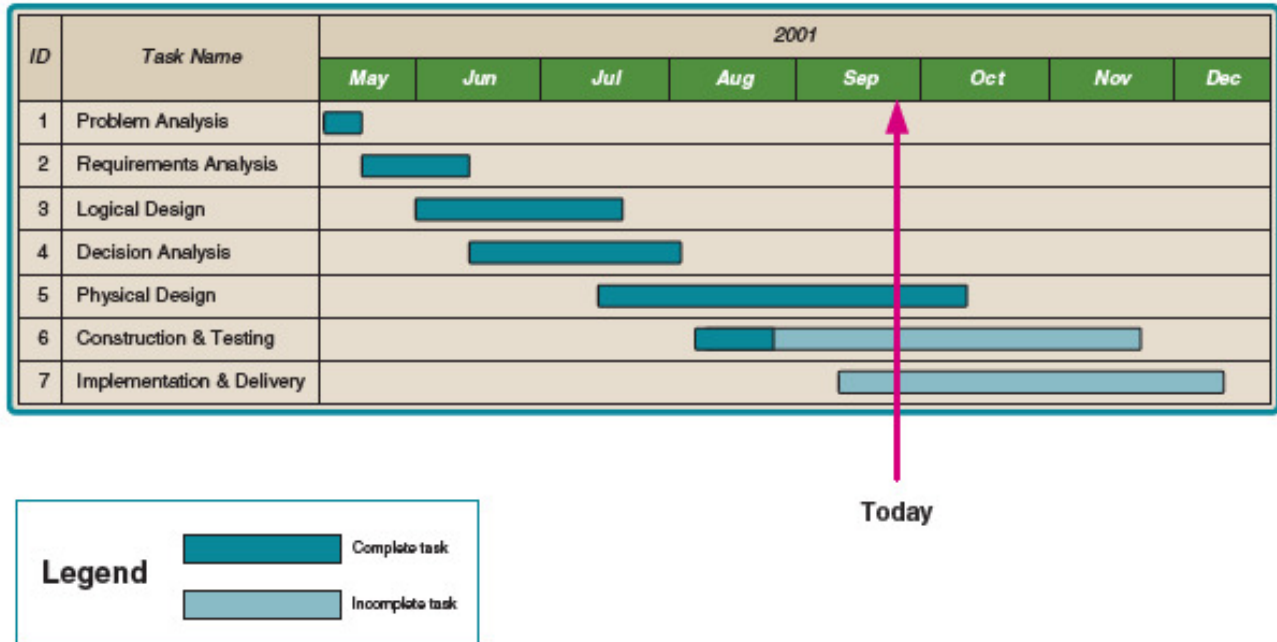 ID Task Name 2001
May Jun Jul Aug Sep Oct Nov Dec
1 Problem Analysis
2 Requirements Analysis
3 Logical Design
4 Decision Analysis
5 Physical Design
6 Construction & Testing
7 Implementation & Delivery
Today
Legend
Complete task
Incomplete task